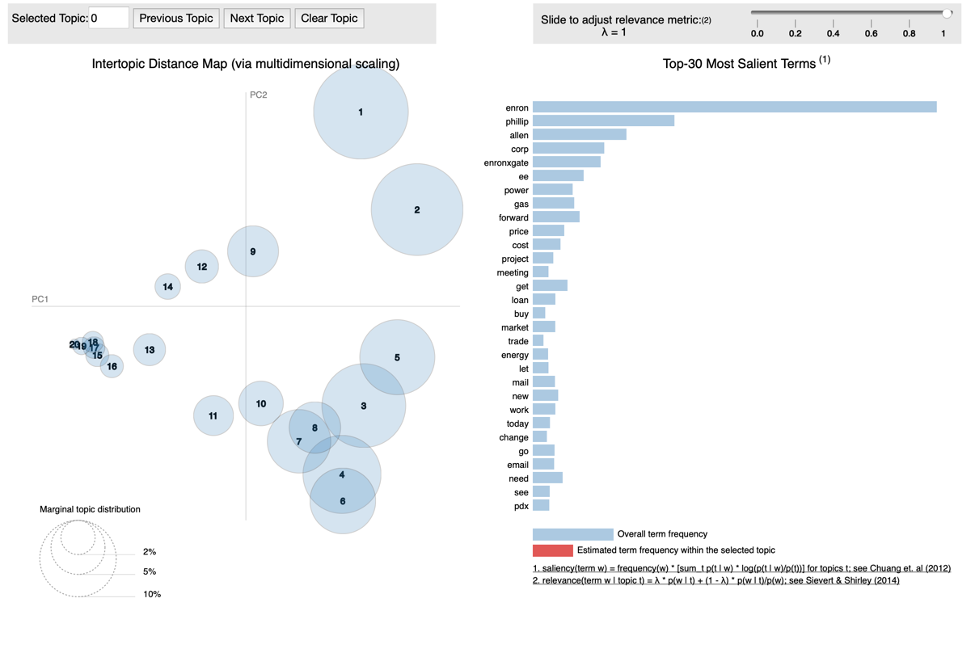 Selected Topic: 0 Previous Topic Next Topic Clear Topic
Slide to adjust relevance metric:(2)
λ = 1
0.0 0.2 0.4 0.6 0.8 1
Intertopic Distance Map (via multidimensional scaling)
PC2
PC1
1
2
9
12
14
20
19
18
17
15
16
13
5
3
10
11
8
7
4
6
Marginal topic distribution
2%
5%
10%
Top-30 Most Salient Terms (1)
enron
phillip
allen
corp
enronxgate
ee
power
gas
forward
price
cost
project
meeting
get
loan
buy
market
trade
energy
let
mail
new
work
today
change
go
email
need
see
pdx
Overall term frequency
Estimated term frequency within the selected topic
1. saliency(term w) = frequency(w) * [sum_t p(t | w) * log(p(t | w)/p(t))] for topics t; see Chuang et. al (2012)
2. relevance(term w | topic t) = λ * p(w | t) + (1 - λ) * p(w | t)/p(w); see Sievert & Shirley (2014)